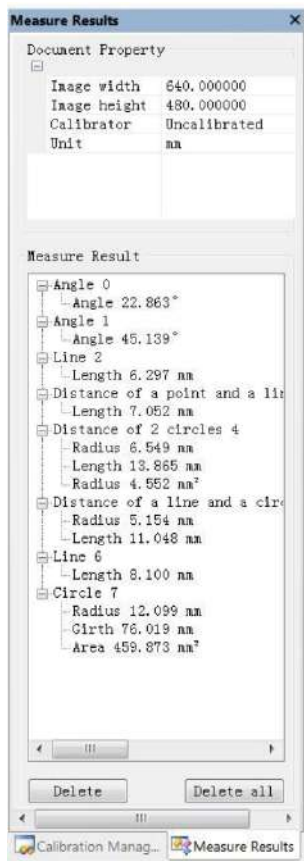 Measure Results
Document Property
Image width 640.000000
Image height 480.000000
Calibrator Uncalibrated
Unit mm
Measure Result
Angle 0
Angle 22.863°
Angle 1
Angle 45.139°
Line 2
Length 6.297 mm
Distance of a point and a lin
Length 7.052 mm
Distance of 2 circles 4
Radius 6.549 mm
Length 13.865 mm
Radius 4.552 mm²
Distance of a line and a circ
Radius 5.154 mm
Length 11.048 mm
Line 6
Length 8.100 mm
Circle 7
Radius 12.099 mm
Girth 76.019 mm
Area 459.873 mm²
Delete Delete all
Calibration Manag... Measure Results